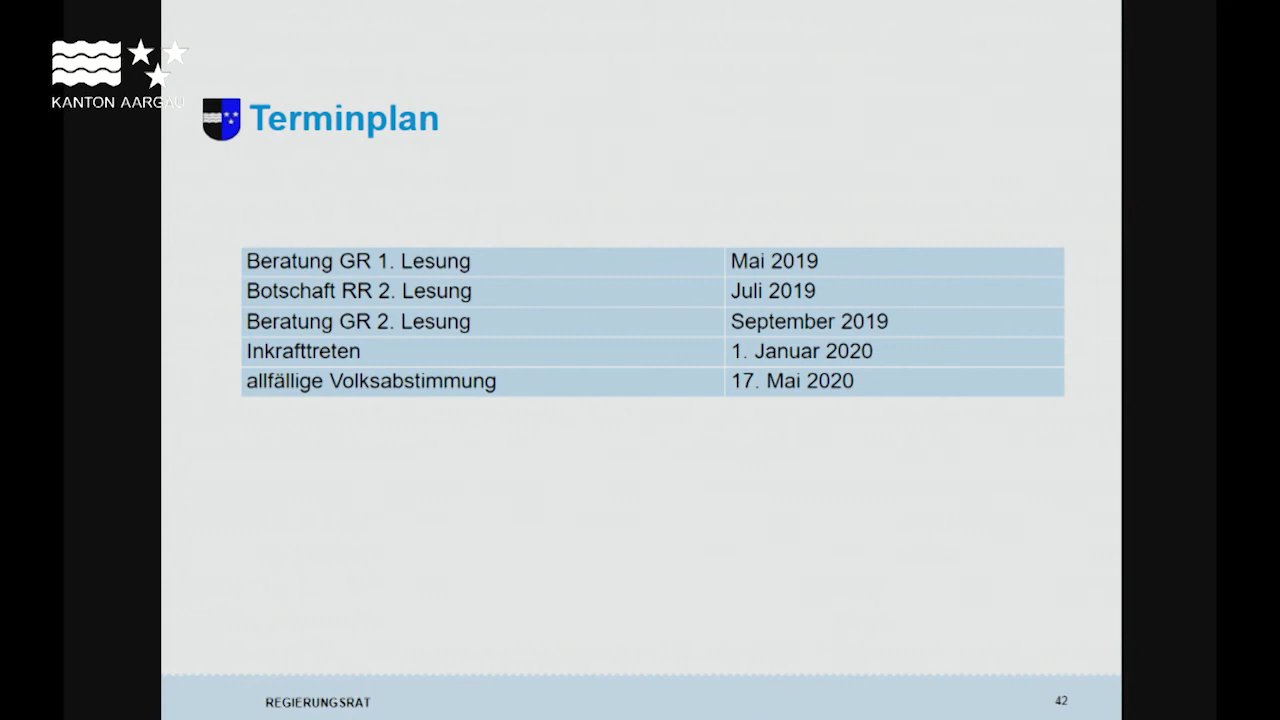 KANTON AARGAU
Terminplan
Beratung GR 1. Lesung Mai 2019
Botschaft RR 2. Lesung Juli 2019
Beratung GR 2. Lesung September 2019
Inkrafttreten 1. Januar 2020
allfällige Volksabstimmung 17. Mai 2020
REGIERUNGSRAT 42